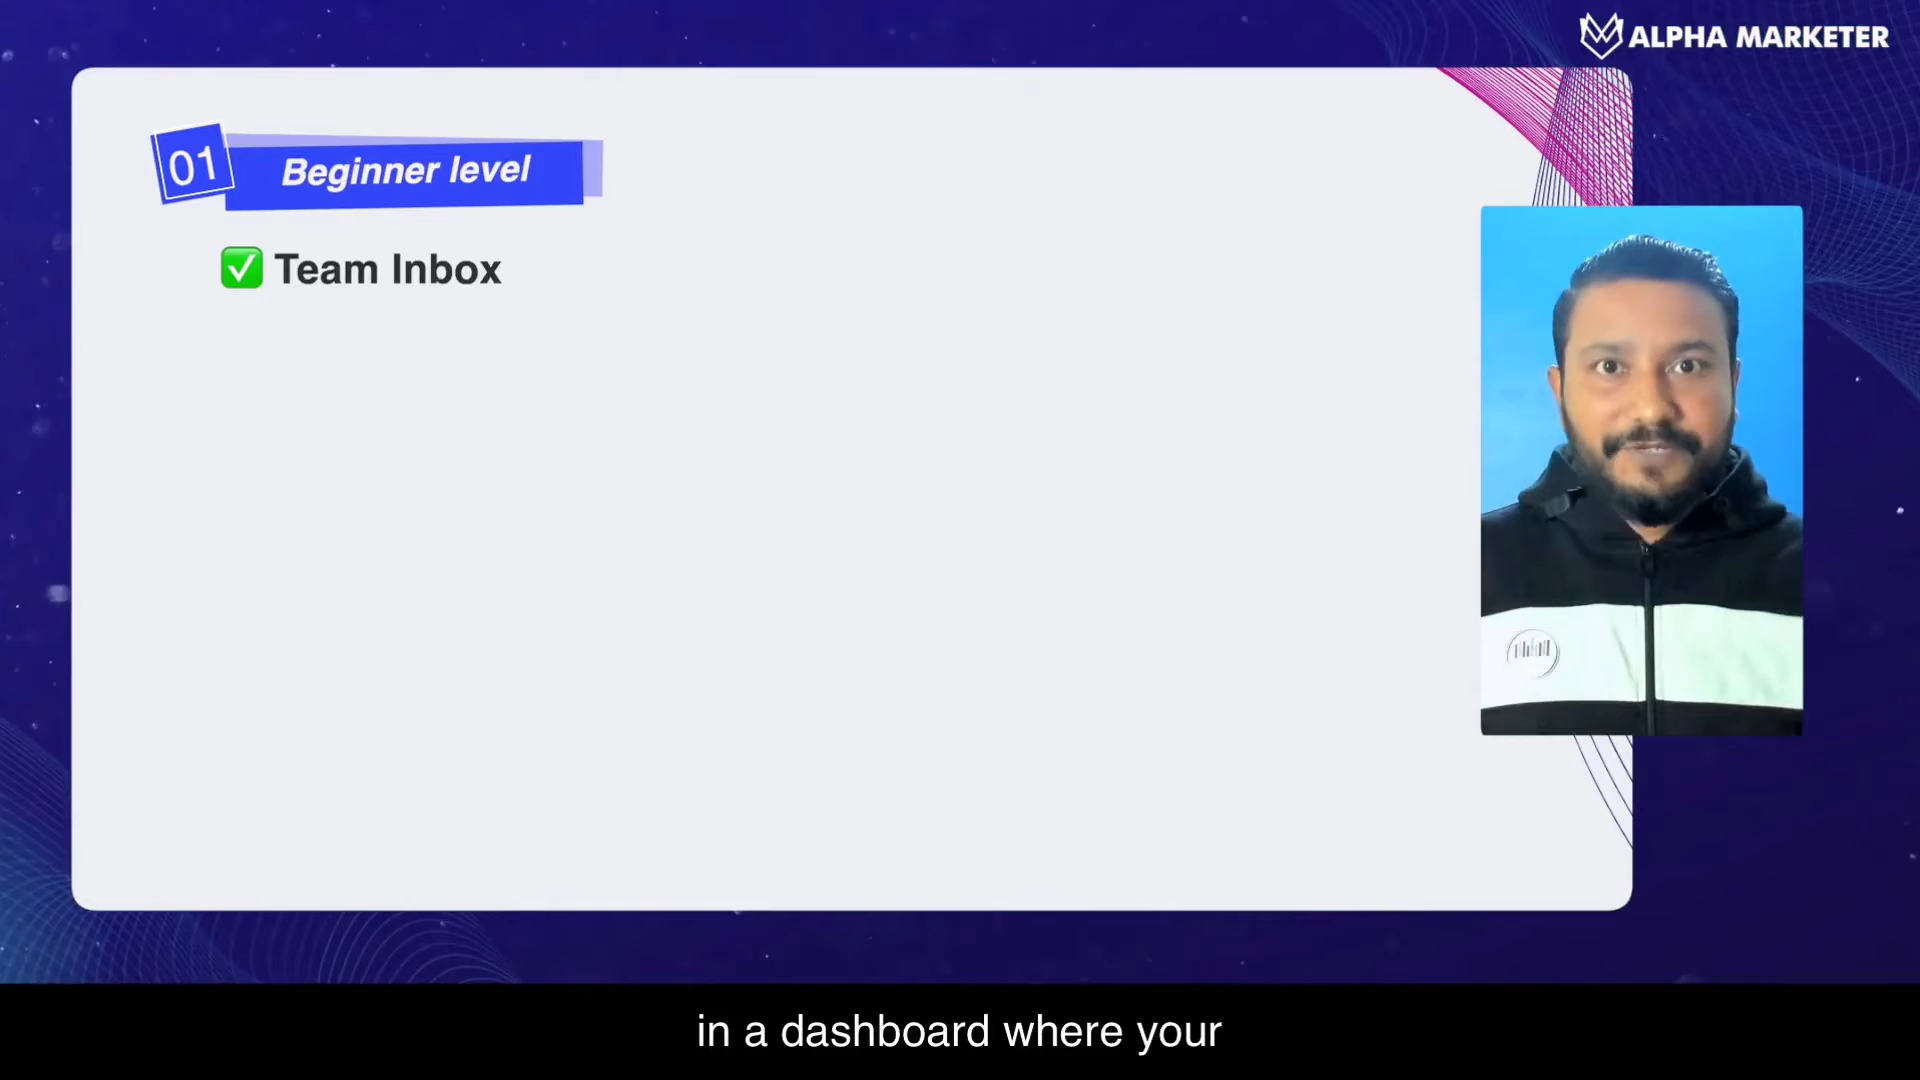 ALPHA MARKETER
01
Beginner level
Team Inbox
in a dashboard where your